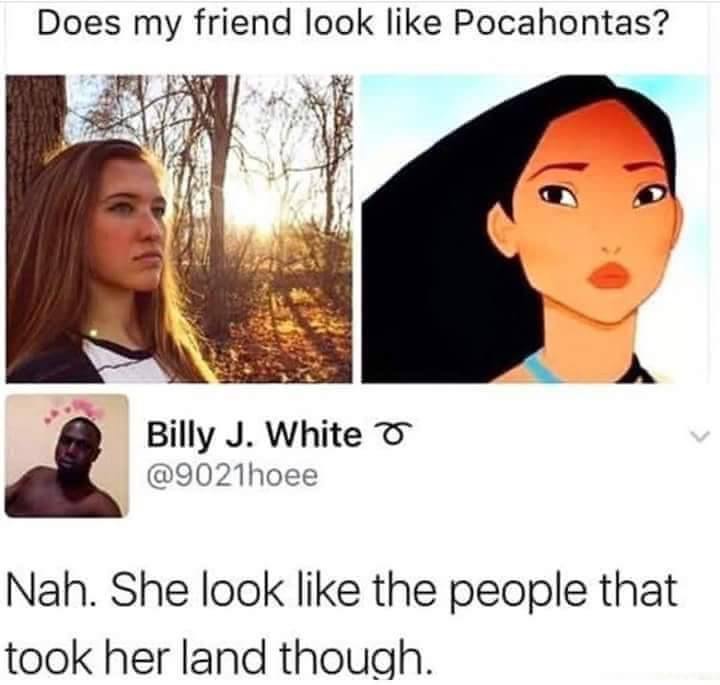 Does my friend look like Pocahontas?
Billy J. White
@9021hoee
Nah. She look like the people that
took her land though.